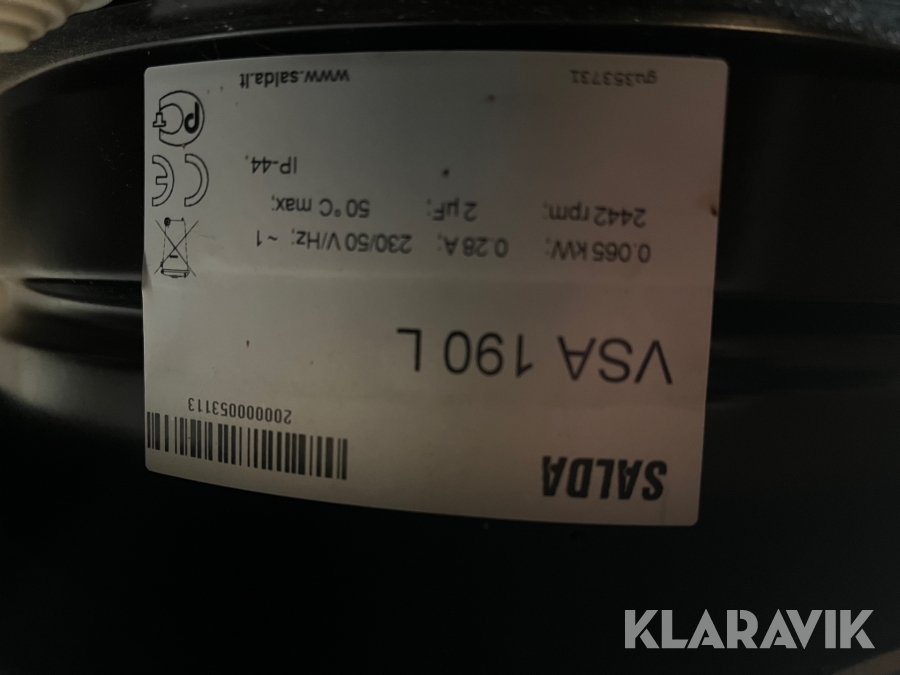 SALDA
2000000053113
VSA 190 L
0.065 kW; 0.28 A; 230/50 V/Hz; ~ 1
2442 rpm; 2 µF; 50°C max;
IP-44,
gu353731 www.salda.lt
KLARAVIK